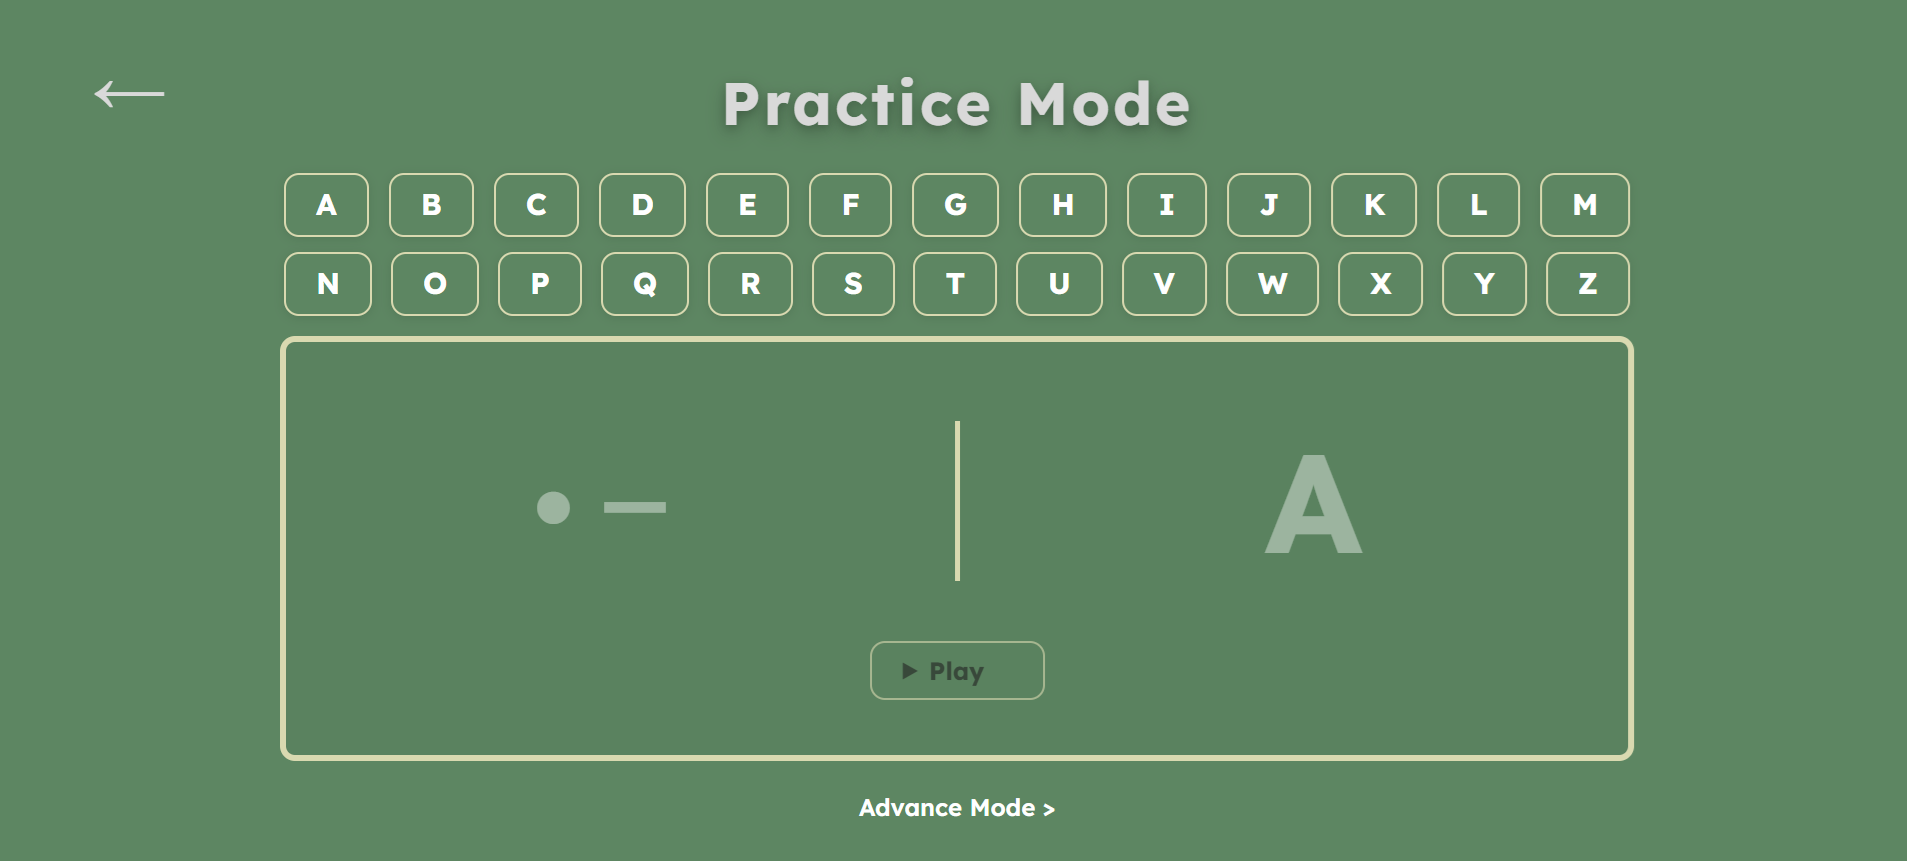 Practice Mode
A B C D E F G H I J K L M
N O P Q R S T U V W X Y Z
• – A
Play
Advance Mode >